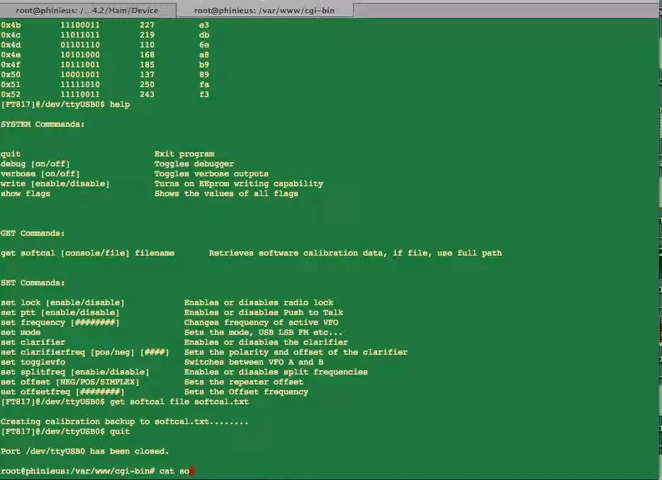 root@phinieus: /...4.2/Ham/Device
root@phinieus: /var/www/cgi-bin
0x4b 11100011 227 e3
0x4c 11011011 219 db
0x4d 01101110 110 6e
0x4e 10101000 168 a8
0x4f 10111001 185 b9
0x50 10001001 137 89
0x51 11111010 250 fa
0x52 11110011 243 f3
[FT817]@/dev/ttyUSB0$ help
SYSTEM Commands:
quit Exit program
debug [on/off] Toggles debugger
verbose [on/off] Toggles verbose outputs
write [enable/disable] Turns on EEprom writing capability
show flags Shows the values of all flags
GET Commands:
get softcal [console/file] filename Retrieves software calibration data, if file, use full path
SET Commands:
set lock [enable/disable] Enables or disables radio lock
set ptt [enable/disable] Enables or disables Push to Talk
set frequency [########] Changes frequency of active VFO
set mode Sets the mode, USB LSB FM etc...
set clarifier Enables or disables the clarifier
set clarifierfreq [pos/neg] [####] Sets the polarity and offset of the clarifier
set togglevfo Switches between VFO A and B
set splitfreq [enable/disable] Enables or disables split frequencies
set offset [NEG/POS/SIMPLEX] Sets the repeater offset
set offsetfreq [########] Sets the Offset frequency
[FT817]@/dev/ttyUSB0$ get softcal file softcal.txt
Creating calibration backup to softcal.txt........
[FT817]@/dev/ttyUSB0$ quit
Port /dev/ttyUSB0 has been closed.
root@phinieus:/var/www/cgi-bin# cat so